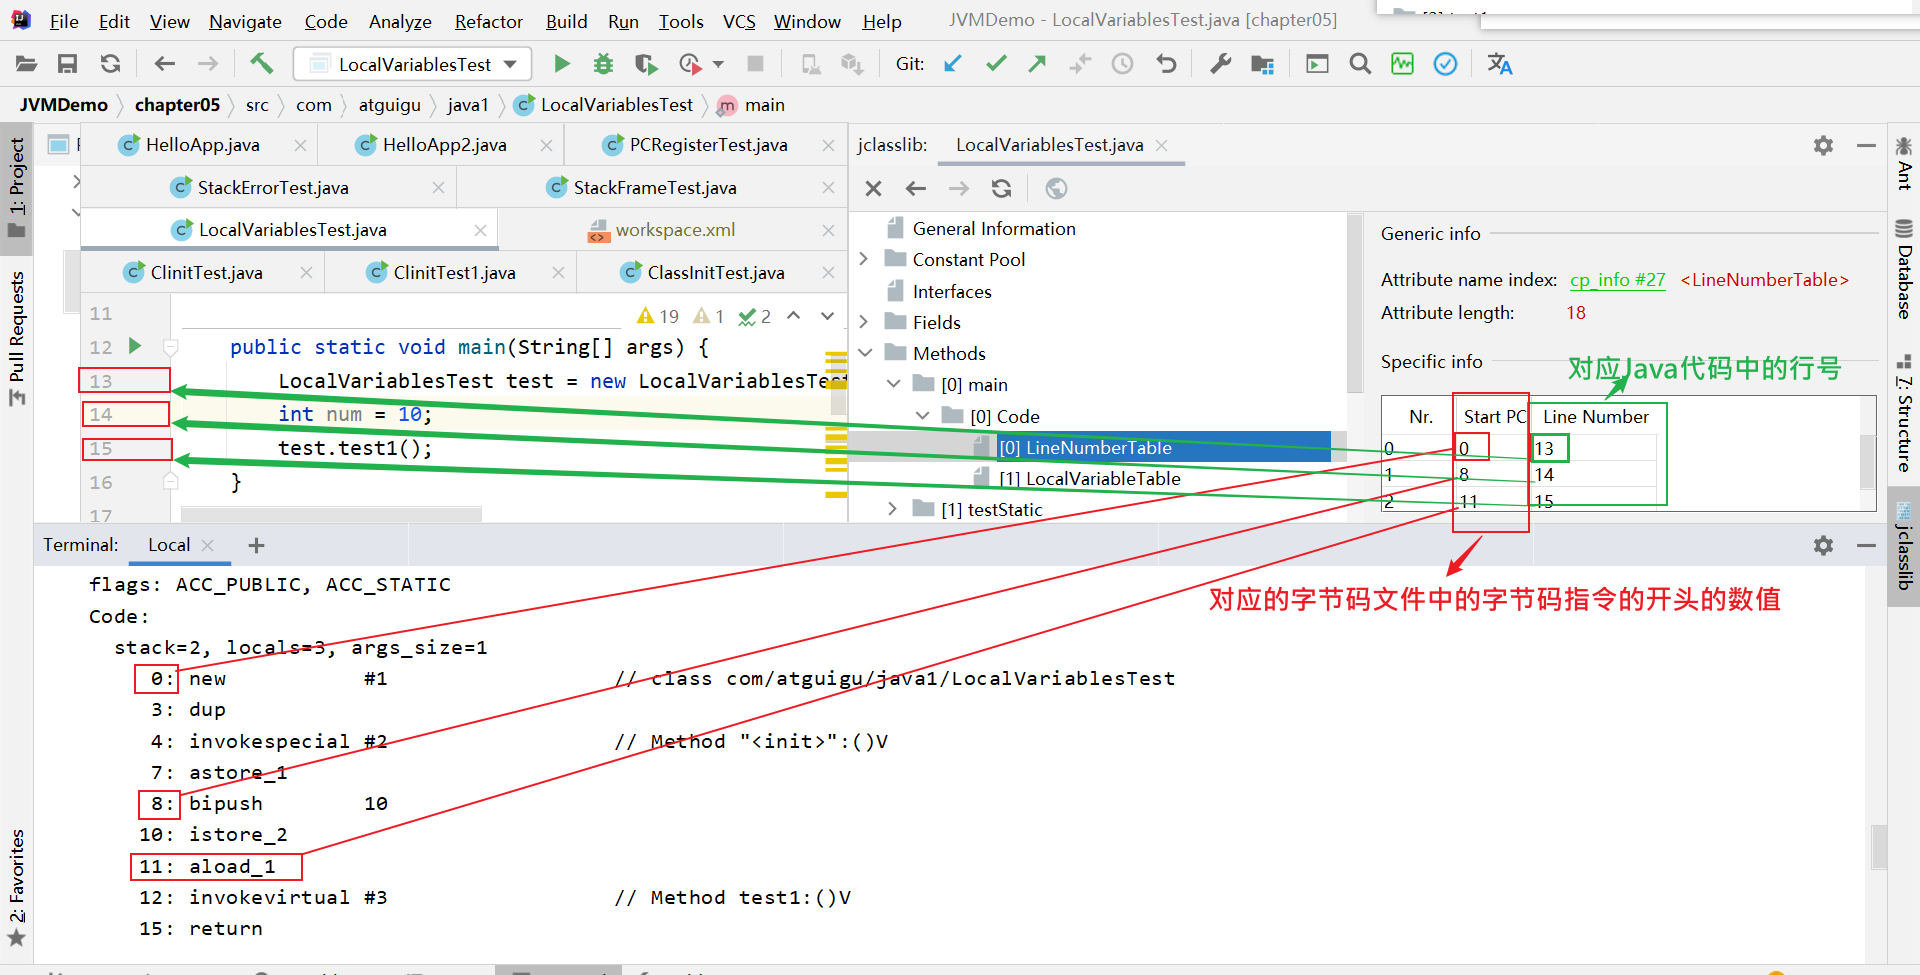 File Edit View Navigate Code Analyze Refactor Build Run Tools VCS Window Help JVMDemo - LocalVariablesTest.java [chapter05]
LocalVariablesTest Git:
JVMDemo chapter05 src com atguigu java1 LocalVariablesTest main
HelloApp.java HelloApp2.java PCRegisterTest.java
StackErrorTest.java StackFrameTest.java
LocalVariablesTest.java workspace.xml
ClinitTest.java ClinitTest1.java ClassInitTest.java
1: Project
Pull Requests
2: Favorites
19 1 2
11
12 public static void main(String[] args) {
13 LocalVariablesTest test = new LocalVariablesTest
14 int num = 10;
15 test.test1();
16 }
17
jclasslib: LocalVariablesTest.java
General Information
Constant Pool
Interfaces
Fields
Methods
[0] main
[0] Code
[0] LineNumberTable
[1] LocalVariableTable
[1] testStatic
Generic info
Attribute name index: cp_info #27 <LineNumberTable>
Attribute length: 18
Specific info
对应Java代码中的行号
Nr. Start PC Line Number
0 0 13
1 8 14
2 11 15
Ant
Database
7: Structure
jclasslib
Terminal: Local
对应的字节码文件中的字节码指令的开头的数值
flags: ACC_PUBLIC, ACC_STATIC
Code:
stack=2, locals=3, args_size=1
0: new #1 // class com/atguigu/java1/LocalVariablesTest
3: dup
4: invokespecial #2 // Method "<init>":()V
7: astore_1
8: bipush 10
10: istore_2
11: aload_1
12: invokevirtual #3 // Method test1:()V
15: return